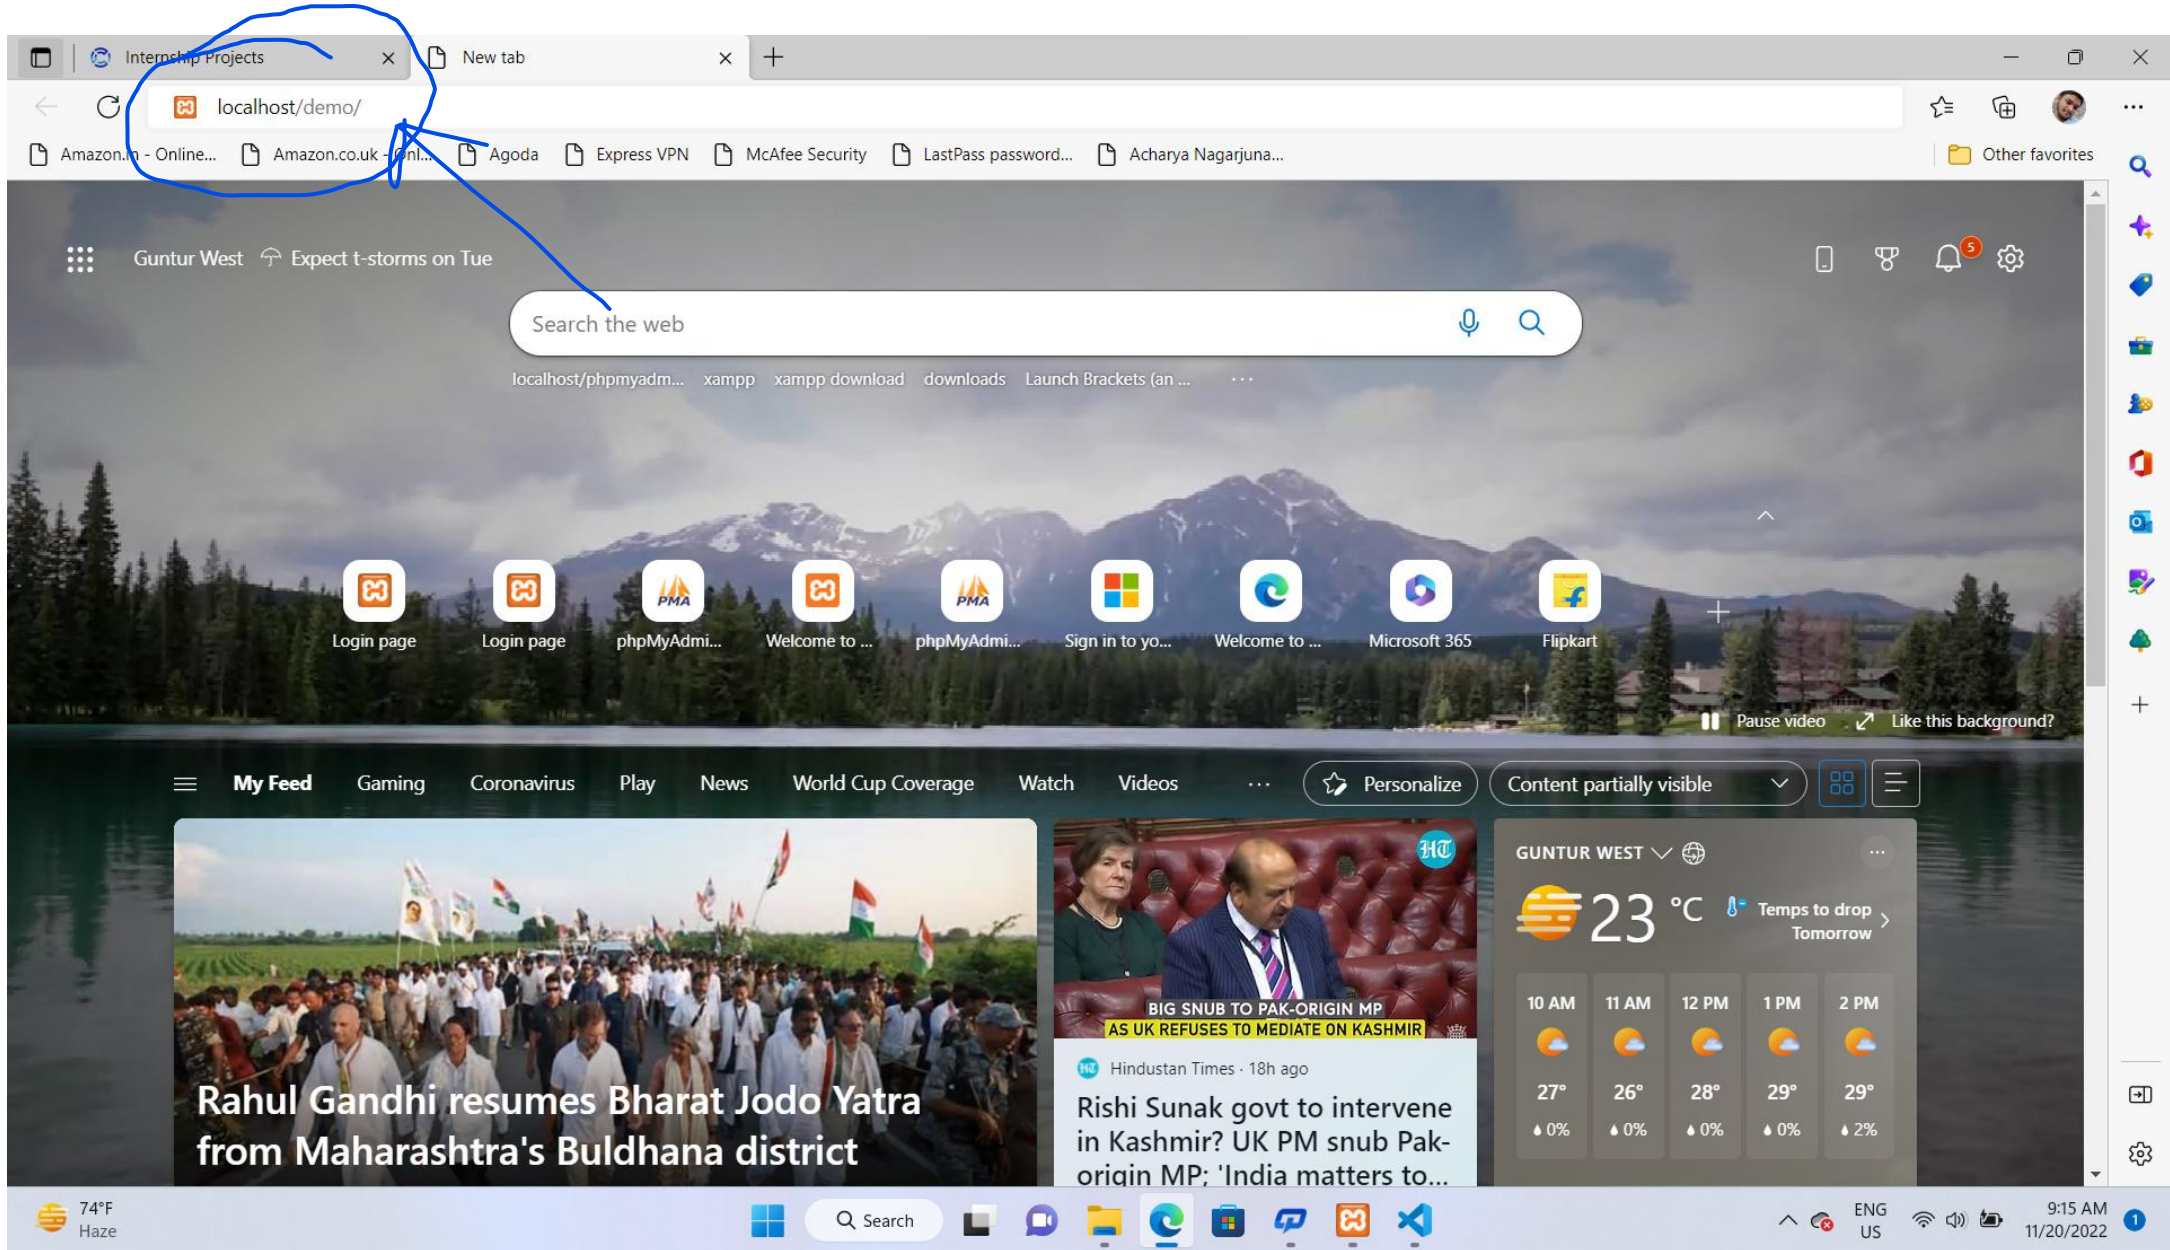 Internship Projects
New tab
localhost/demo/
Amazon.in - Online...
Amazon.co.uk - Onl...
Agoda
Express VPN
McAfee Security
LastPass password...
Acharya Nagarjuna...
Other favorites
Guntur West
Expect t-storms on Tue
5
Search the web
localhost/phpmyadm...
xampp
xampp download
downloads
Launch Brackets (an ...
Login page
Login page
PMA
phpMyAdmi...
Welcome to ...
PMA
phpMyAdmi...
Sign in to yo...
Welcome to ...
Microsoft 365
Flipkart
Pause video
Like this background?
My Feed
Gaming
Coronavirus
Play
News
World Cup Coverage
Watch
Videos
Personalize
Content partially visible
Rahul Gandhi resumes Bharat Jodo Yatra
from Maharashtra's Buldhana district
HT
BIG SNUB TO PAK-ORIGIN MP
AS UK REFUSES TO MEDIATE ON KASHMIR
HT
Hindustan Times · 18h ago
Rishi Sunak govt to intervene
in Kashmir? UK PM snub Pak-
origin MP; 'India matters to...
GUNTUR WEST
23 °C
Temps to drop
Tomorrow
10 AM 11 AM 12 PM 1 PM 2 PM
27° 26° 28° 29° 29°
0% 0% 0% 0% 2%
74°F
Haze
Search
ENG
US
9:15 AM
11/20/2022
1